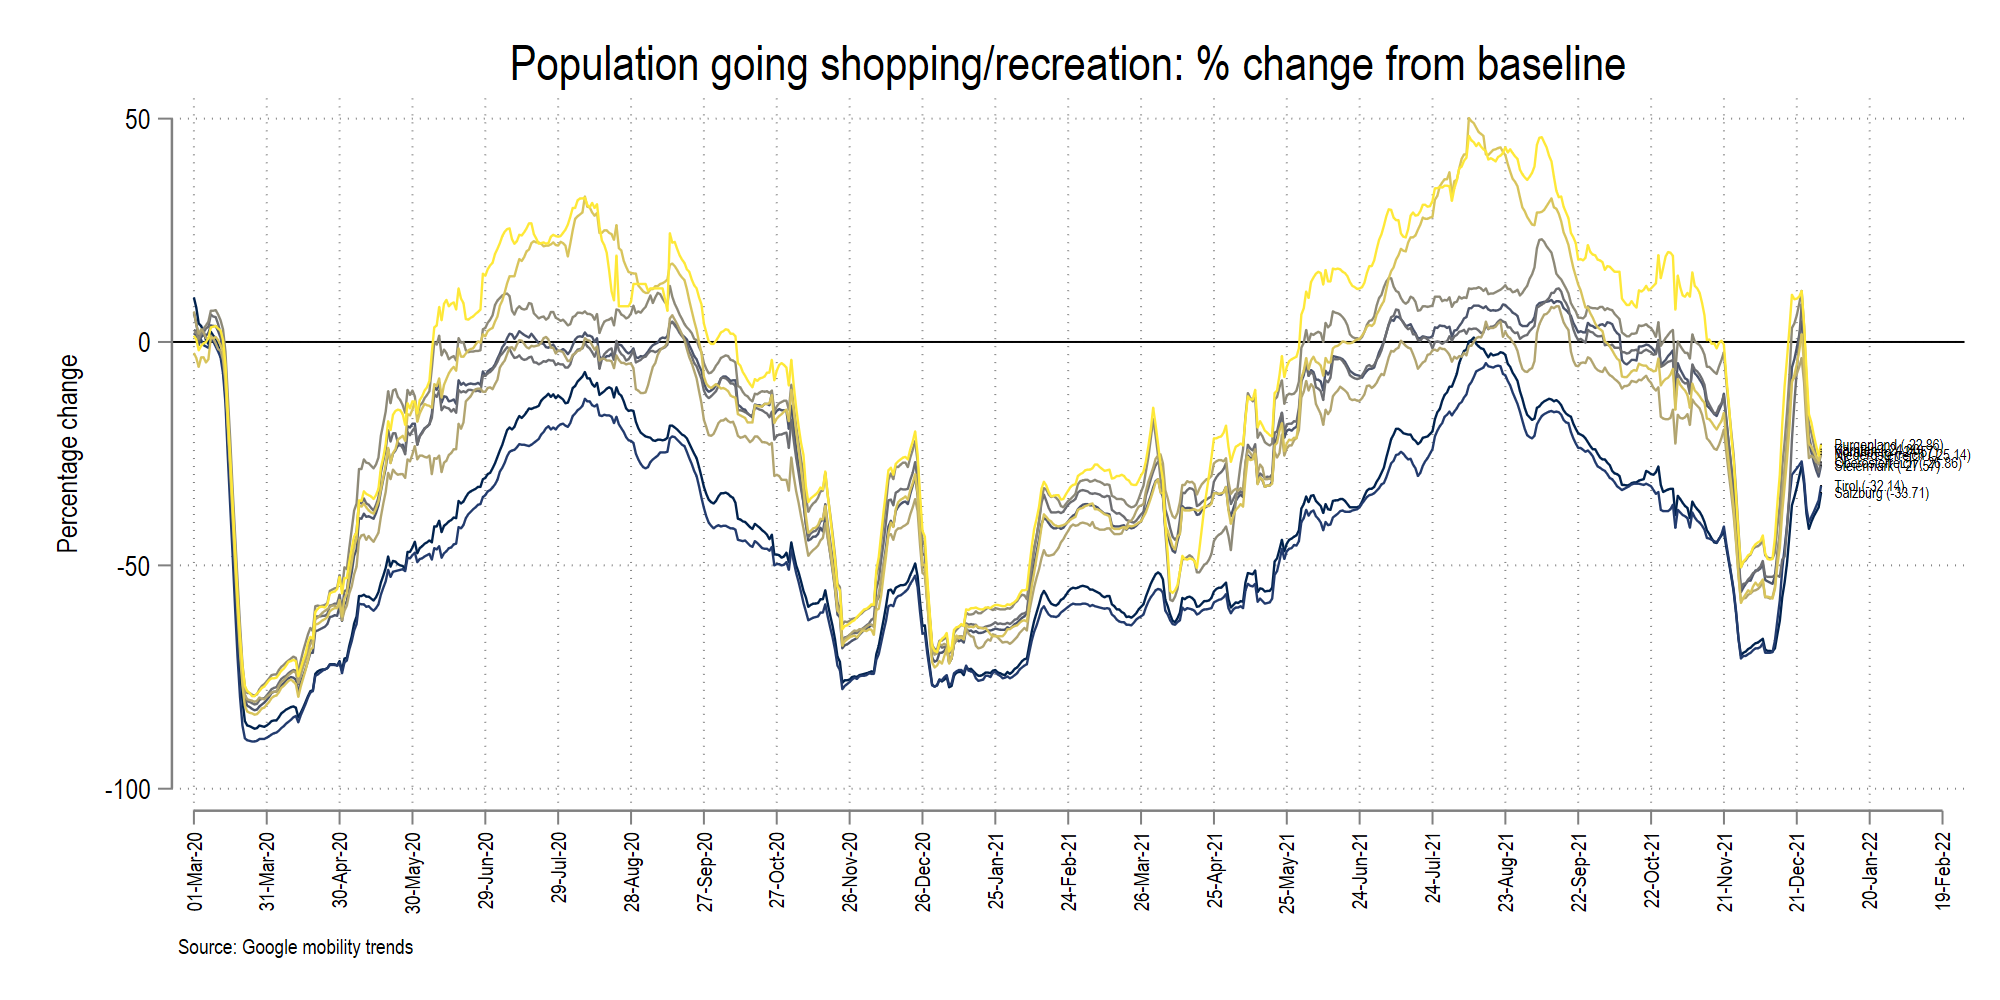 Population going shopping/recreation: % change from baseline
Percentage change
50
0
-50
-100
Burgenland (-22.86)
Tirol (-32.14)
Salzburg (-33.71)
01-Mar-20
31-Mar-20
30-Apr-20
30-May-20
29-Jun-20
29-Jul-20
28-Aug-20
27-Sep-20
27-Oct-20
26-Nov-20
26-Dec-20
25-Jan-21
24-Feb-21
26-Mar-21
25-Apr-21
25-May-21
24-Jun-21
24-Jul-21
23-Aug-21
22-Sep-21
22-Oct-21
21-Nov-21
21-Dec-21
20-Jan-22
19-Feb-22
Source: Google mobility trends